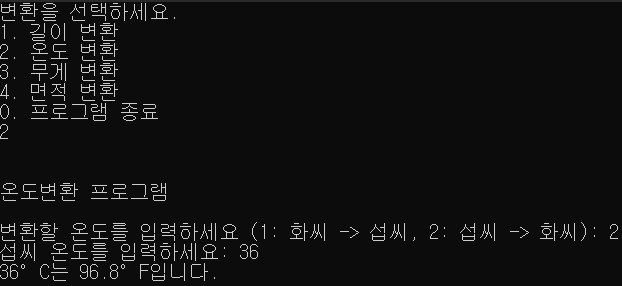 변환을 선택하세요.
1. 길이 변환
2. 온도 변환
3. 무게 변환
4. 면적 변환
0. 프로그램 종료
2
온도변환 프로그램
변환할 온도를 입력하세요 (1: 화씨 -> 섭씨, 2: 섭씨 -> 화씨): 2
섭씨 온도를 입력하세요: 36
36° C는 96.8° F입니다.